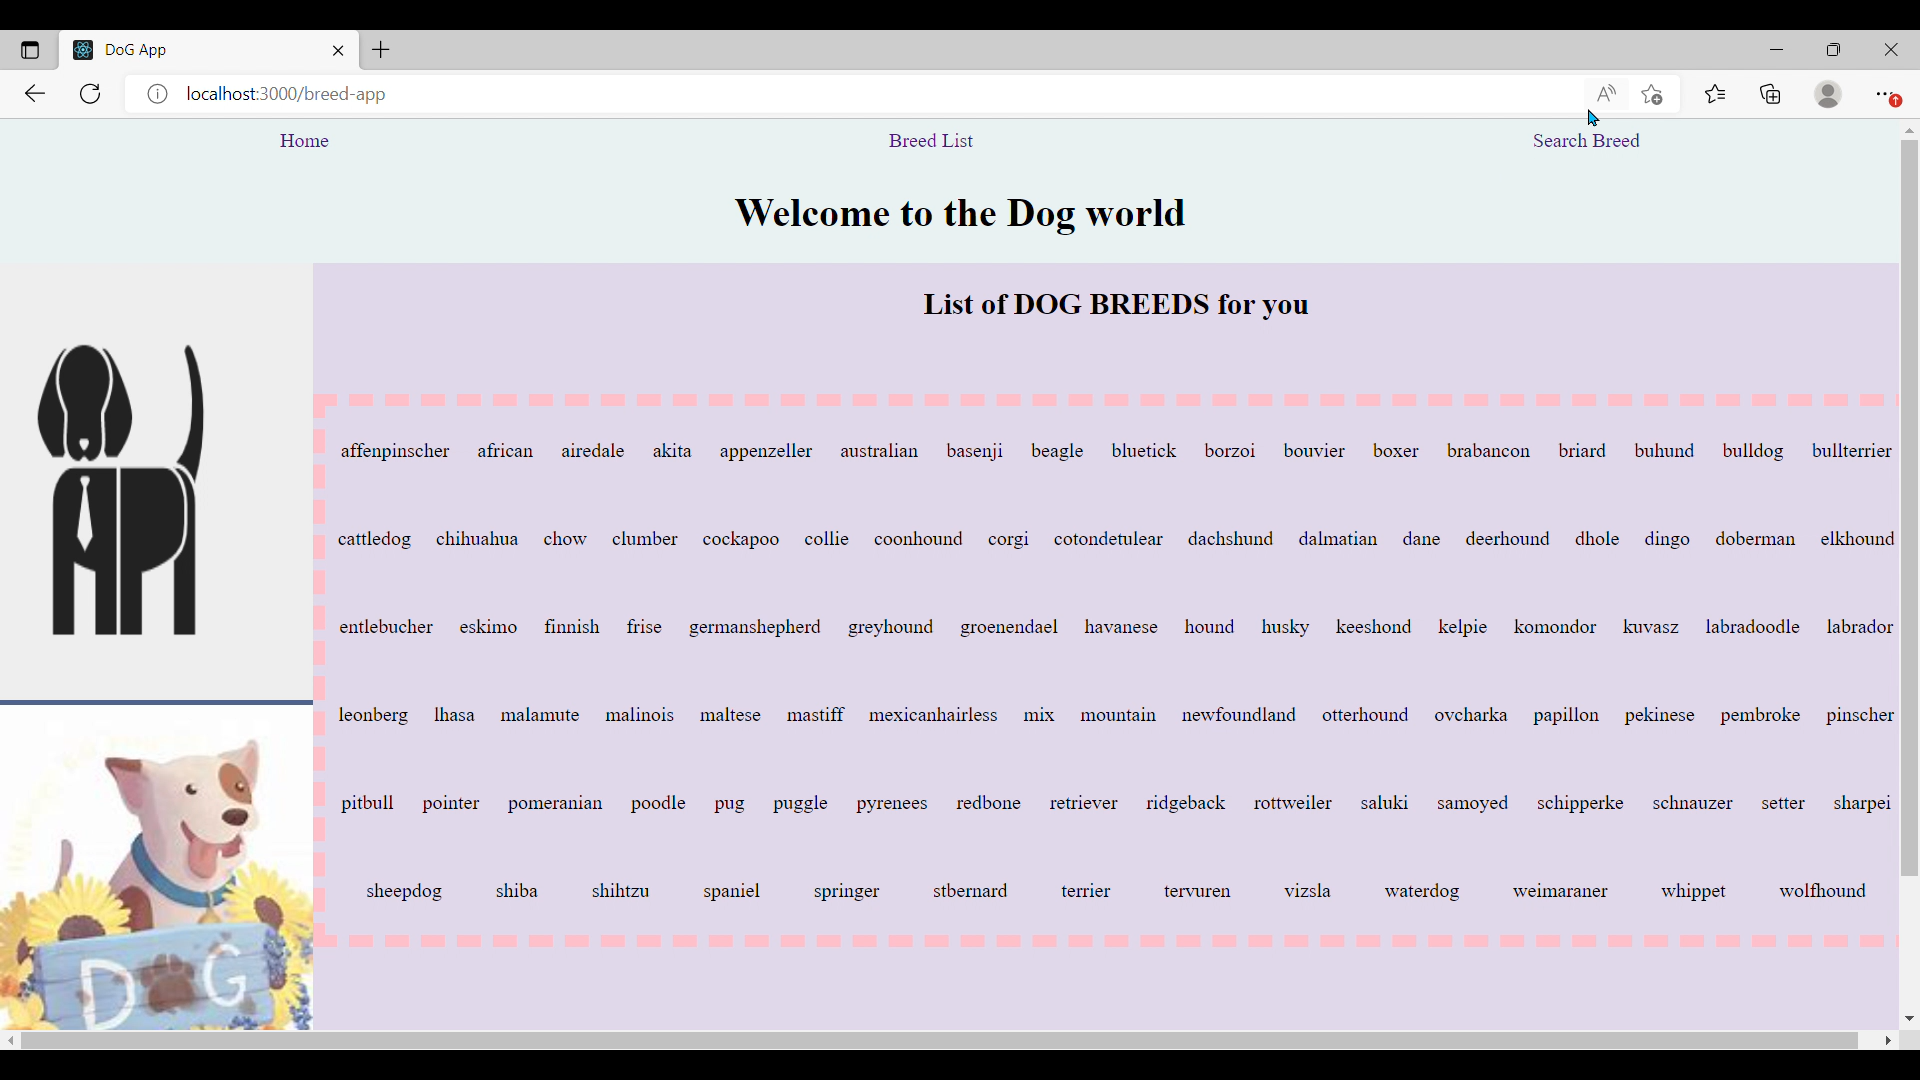 DoG App
localhost:3000/breed-app
Home Breed List Search Breed
Welcome to the Dog world
List of DOG BREEDS for you
affenpinscher african airedale akita appenzeller australian basenji beagle bluetick borzoi bouvier boxer brabancon briard buhund bulldog bullterrier
cattledog chihuahua chow clumber cockapoo collie coonhound corgi cotondetulear dachshund dalmatian dane deerhound dhole dingo doberman elkhound
entlebucher eskimo finnish frise germanshepherd greyhound groenendael havanese hound husky keeshond kelpie komondor kuvasz labradoodle labrador
leonberg lhasa malamute malinois maltese mastiff mexicanhairless mix mountain newfoundland otterhound ovcharka papillon pekinese pembroke pinscher
pitbull pointer pomeranian poodle pug puggle pyrenees redbone retriever ridgeback rottweiler saluki samoyed schipperke schnauzer setter sharpei
sheepdog shiba shihtzu spaniel springer stbernard terrier tervuren vizsla waterdog weimaraner whippet wolfhound
D G